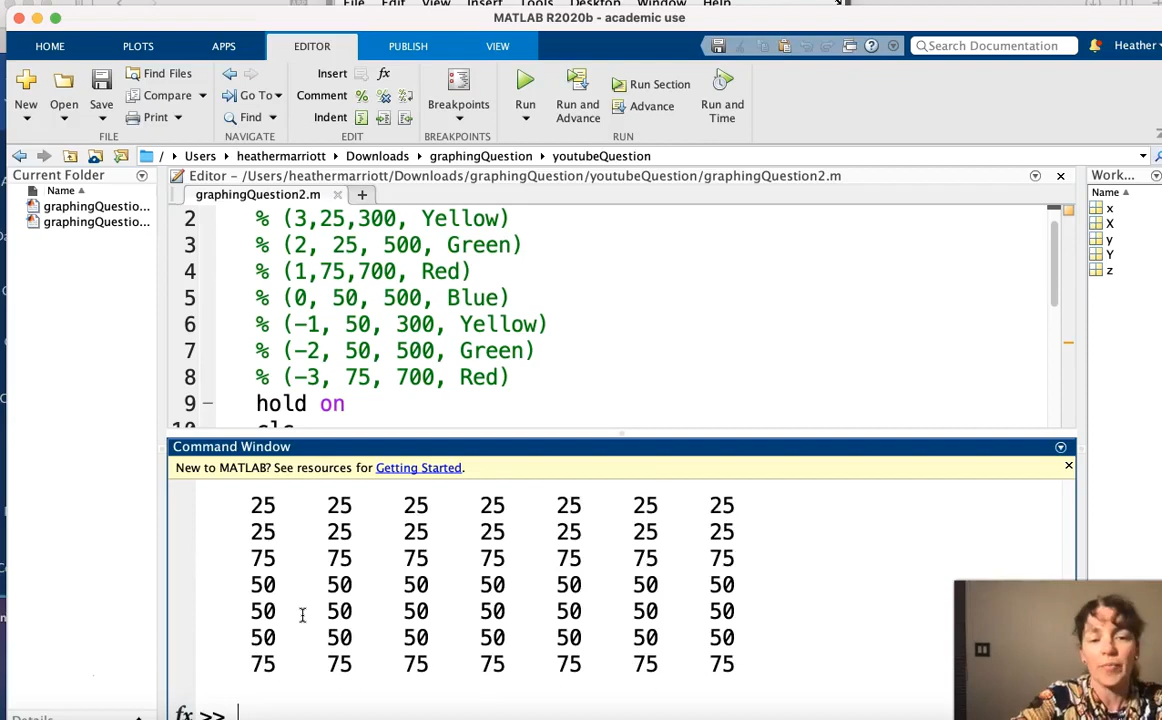 File Edit View Insert Tools Desktop Window Help
MATLAB R2020b - academic use
HOME PLOTS APPS EDITOR PUBLISH VIEW
Search Documentation
Heather
New
Open
Save
Find Files
Compare
Print
FILE
Go To
Find
NAVIGATE
Insert fx
Comment %
Indent
EDIT
Breakpoints
BREAKPOINTS
Run
Run and Advance
Run Section
Advance
Run and Time
RUN
/ Users heathermarriott Downloads graphingQuestion youtubeQuestion
Current Folder
Name
graphingQuestio...
graphingQuestio...
Editor - /Users/heathermarriott/Downloads/graphingQuestion/youtubeQuestion/graphingQuestion2.m
graphingQuestion2.m
2 % (3,25,300, Yellow)
3 % (2, 25, 500, Green)
4 % (1,75,700, Red)
5 % (0, 50, 500, Blue)
6 % (-1, 50, 300, Yellow)
7 % (-2, 50, 500, Green)
8 % (-3, 75, 700, Red)
9 - hold on
10 clc
Work...
Name
x
X
y
Y
z
Command Window
New to MATLAB? See resources for Getting Started.
25 25 25 25 25 25 25
25 25 25 25 25 25 25
75 75 75 75 75 75 75
50 50 50 50 50 50 50
50 50 50 50 50 50 50
50 50 50 50 50 50 50
75 75 75 75 75 75 75
fx >>
Details